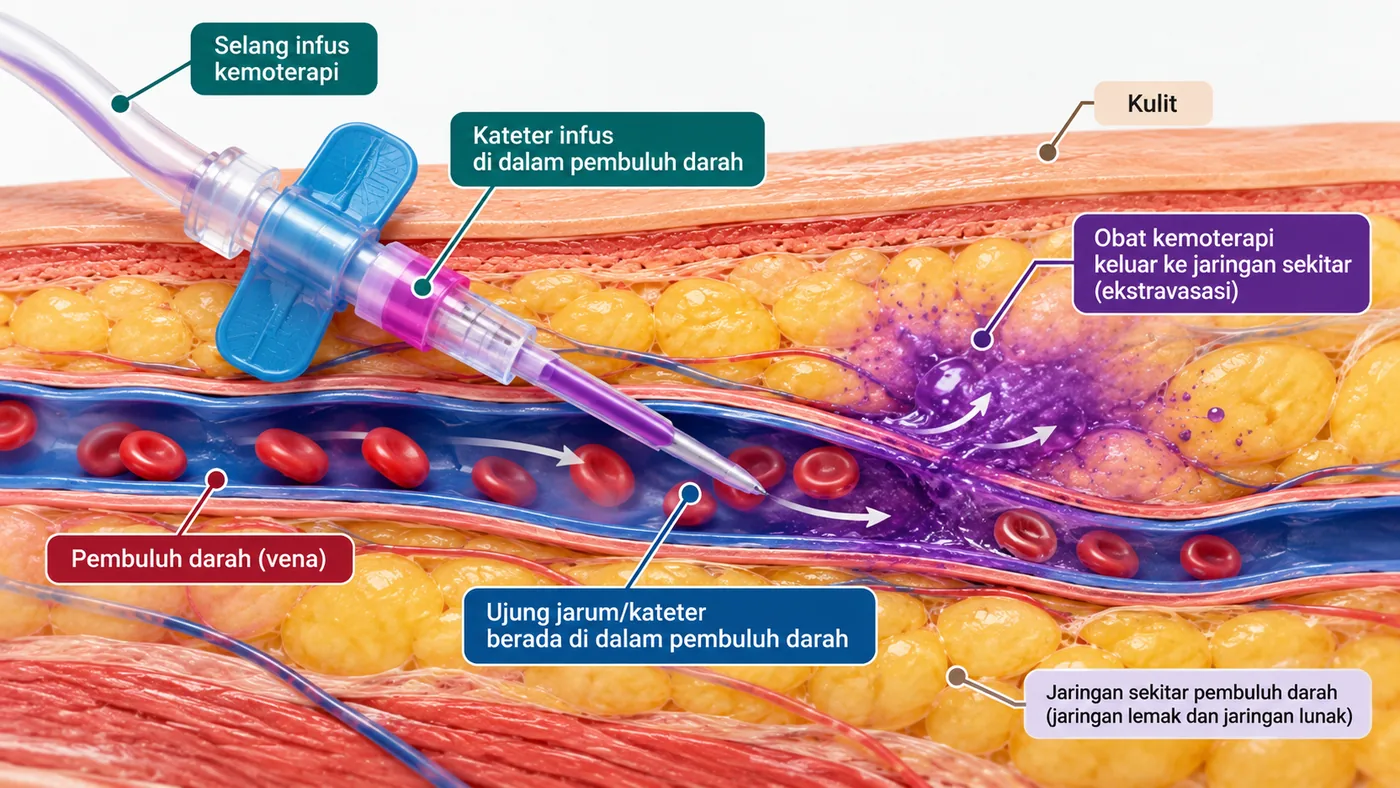 Selang infus
kemoterapi
Kateter infus
di dalam pembuluh darah
Kulit
Obat kemoterapi
keluar ke jaringan sekitar
(ekstravasasi)
Pembuluh darah (vena)
Ujung jarum/kateter
berada di dalam pembuluh darah
Jaringan sekitar pembuluh darah
(jaringan lemak dan jaringan lunak)